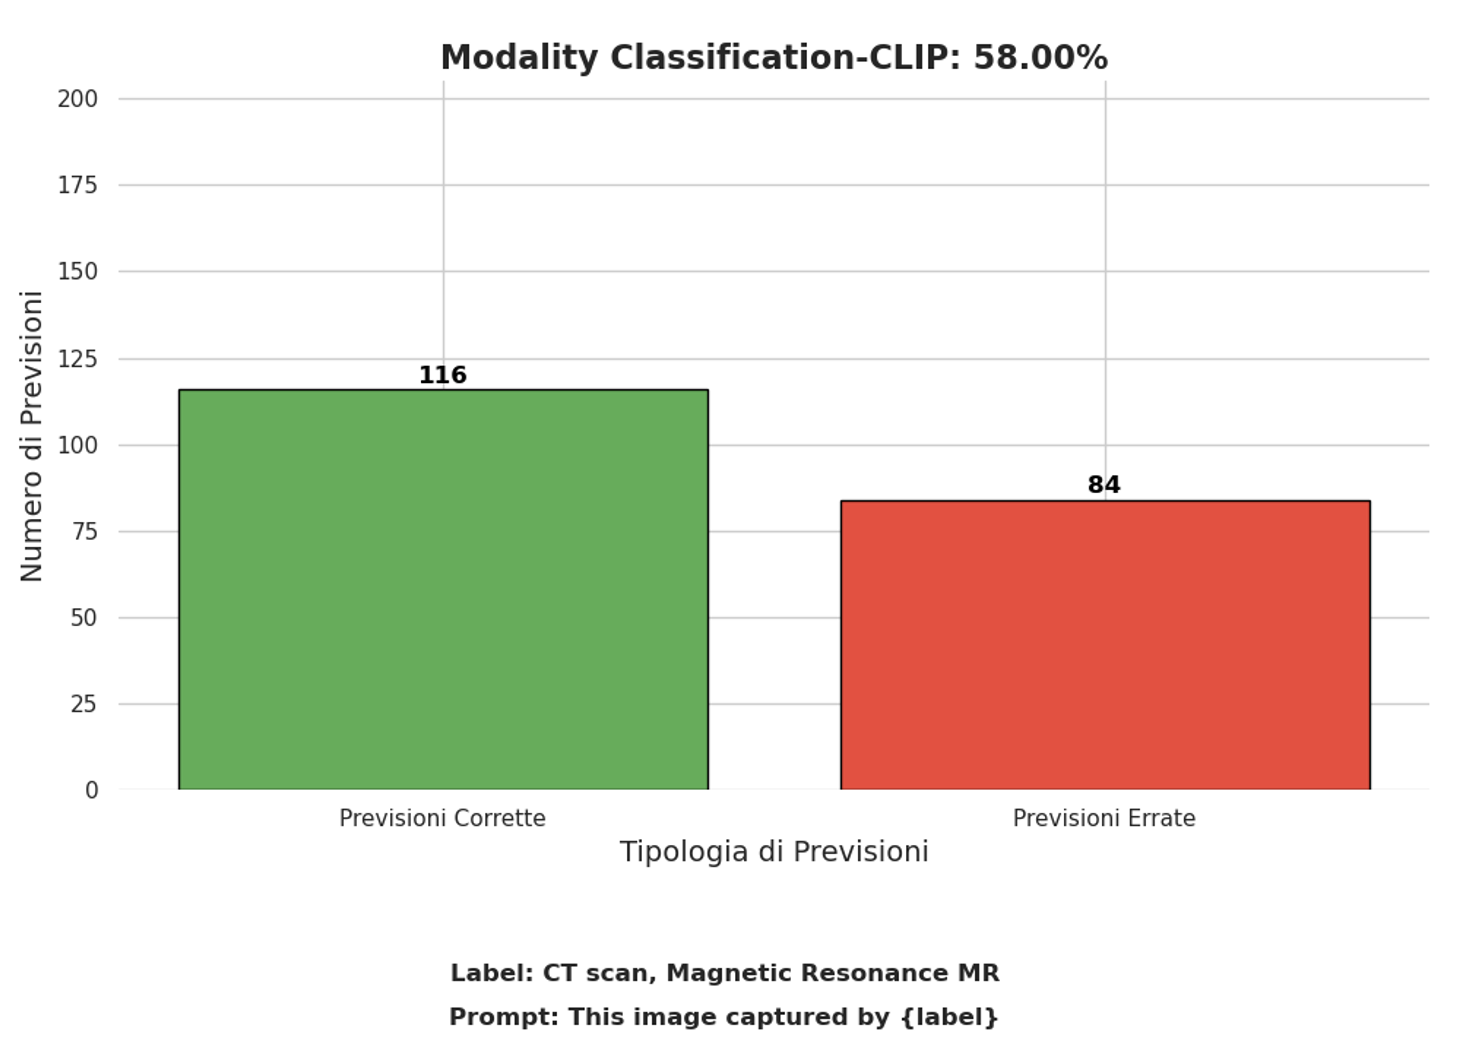 Modality Classification-CLIP: 58.00%
200
175
150
125
100
75
50
25
0
Numero di Previsioni
116
84
Previsioni Corrette
Previsioni Errate
Tipologia di Previsioni
Label: CT scan, Magnetic Resonance MR
Prompt: This image captured by {label}